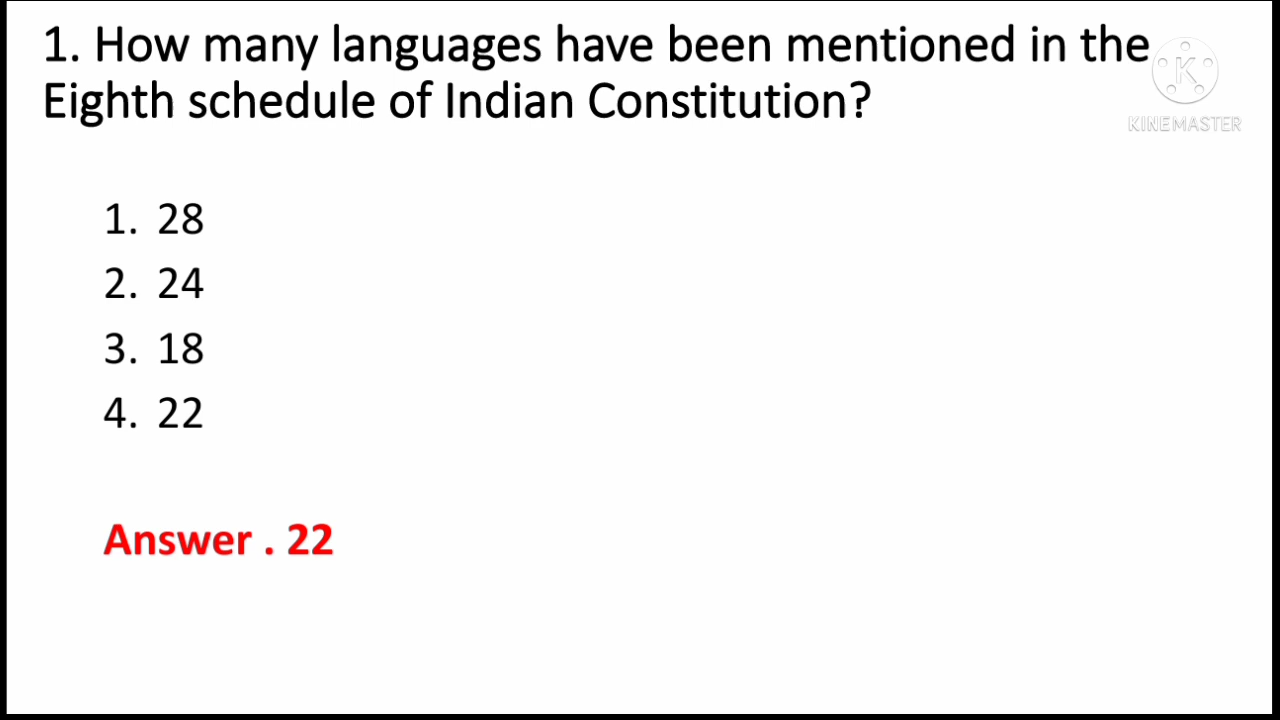 1. How many languages have been mentioned in the
Eighth schedule of Indian Constitution?
K
KINEMASTER
1. 28
2. 24
3. 18
4. 22
Answer . 22